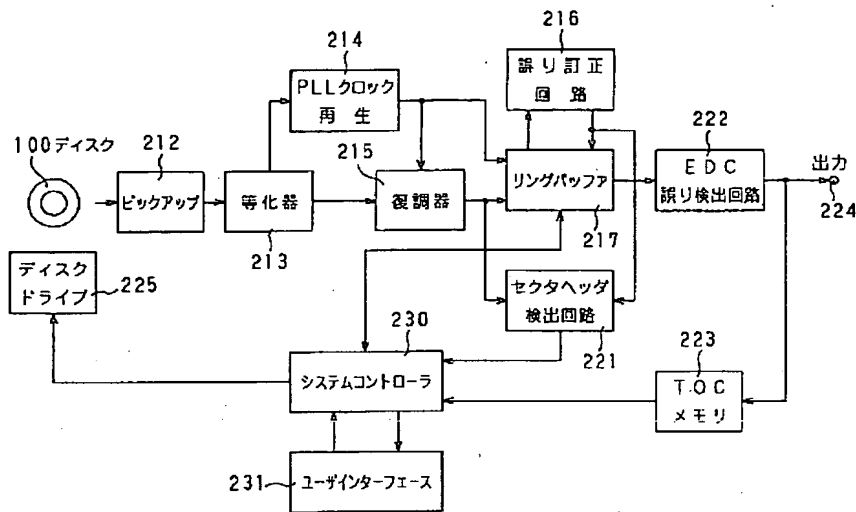 216
214
誤り訂正
回路
PLLクロック
再生
222
100ディスク
212
215
EDC
誤り検出回路
出力
224
ピックアップ
等化器
復調器
リングバッファ
213
217
ディスク
ドライブ
225
セクタヘッダ
検出回路
230
221
223
システムコントローラ
TOC
メモリ
231
ユーザインターフェース